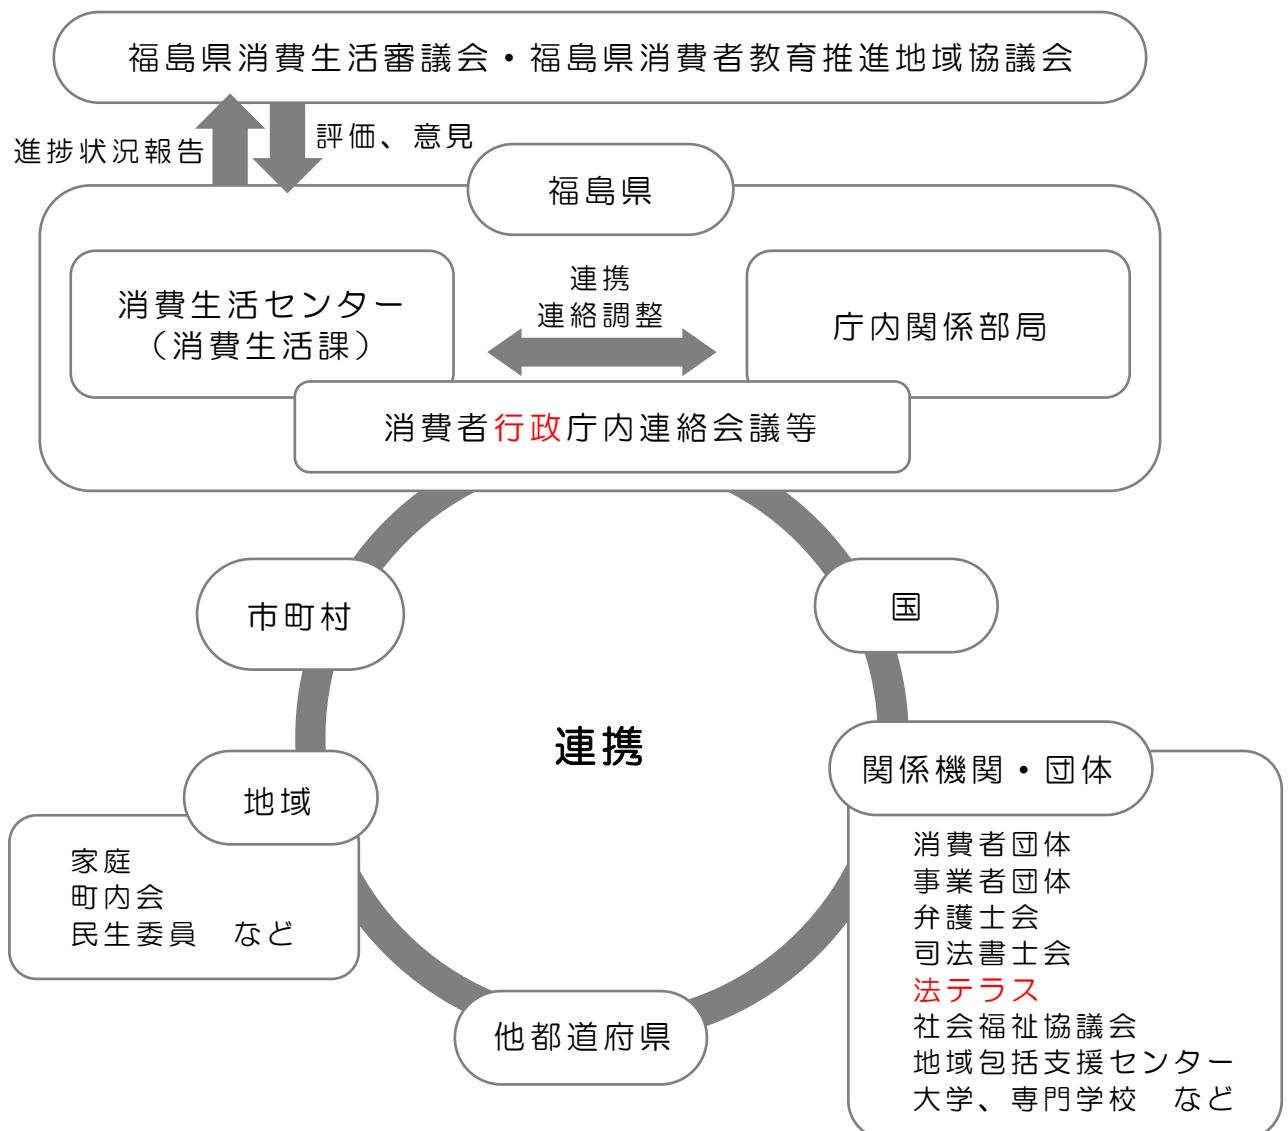 福島県消費生活審議会・福島県消費者教育推進地域協議会
進捗状況報告
評価、意見
福島県
消費生活センター
（消費生活課）
連携
連絡調整
庁内関係部局
消費者行政庁内連絡会議等
市町村
国
連携
地域
家庭
町内会
民生委員　など
関係機関・団体
消費者団体
事業者団体
弁護士会
司法書士会
法テラス
社会福祉協議会
地域包括支援センター
大学、専門学校　など
他都道府県